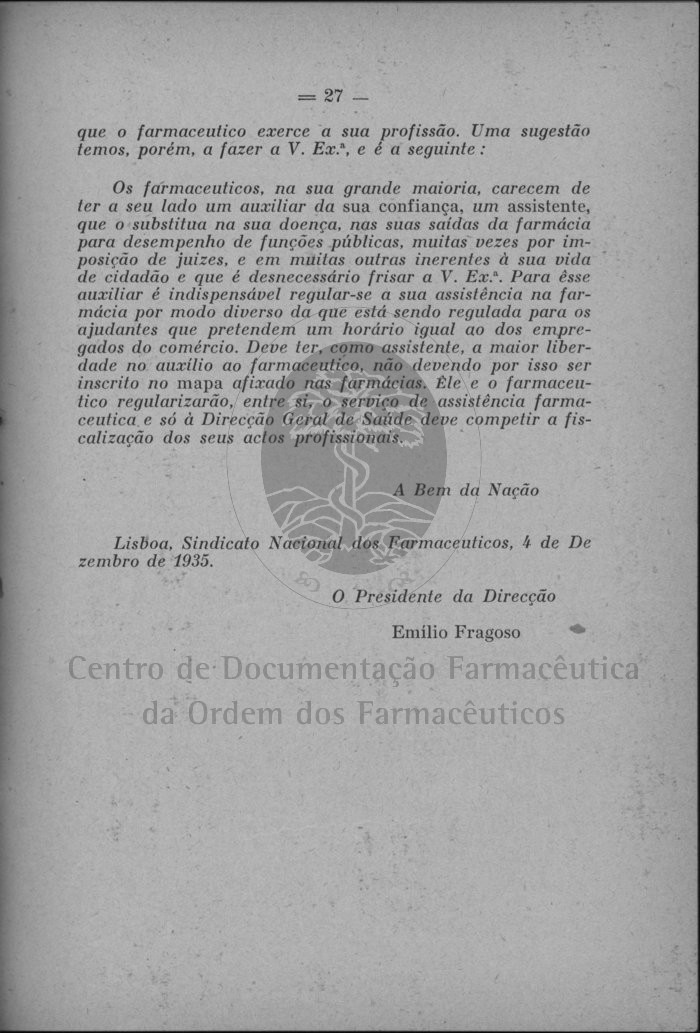 = 27 —
que o farmaceutico exerce a sua profissão. Uma sugestão
temos, porém, a fazer a V. Ex.ª, e é a seguinte :
Os farmaceuticos, na sua grande maioria, carecem de
ter a seu lado um auxiliar da sua confiança, um assistente,
que o substitua na sua doença, nas suas saídas da farmácia
para desempenho de funções públicas, muitas vezes por im-
posição de juizes, e em muitas outras inerentes à sua vida
de cidadão e que é desnecessário frisar a V. Ex.ª. Para êsse
auxiliar é indispensável regular-se a sua assistência na far-
mácia por modo diverso da que está sendo regulada para os
ajudantes que pretendem um horário igual ao dos empre-
gados do comércio. Deve ter, como assistente, a maior liber-
dade no auxílio ao farmaceutico, não devendo por isso ser
inscrito no mapa afixado nas farmácias. Êle e o farmaceu-
tico regularizarão, entre si, o serviço de assistência farma-
ceutica e só à Direcção Geral de Saúde deve competir a fis-
calização dos seus actos profissionais.
A Bem da Nação
Lisboa, Sindicato Nacional dos Farmaceuticos, 4 de De
zembro de 1935.
O Presidente da Direcção
Emílio Fragoso
Centro de Documentação Farmacêutica
da Ordem dos Farmacêuticos